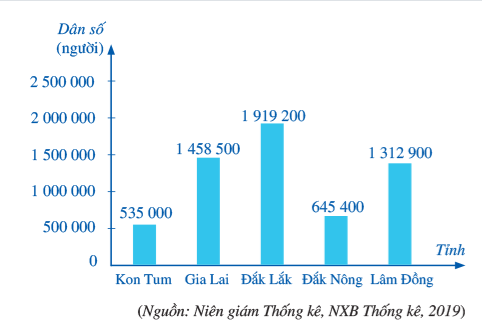 Dân số
(người)
2 500 000
2 000 000
1 500 000
1 000 000
500 000
0
535 000
1 458 500
1 919 200
645 400
1 312 900
Tỉnh
Kon Tum Gia Lai Đắk Lắk Đắk Nông Lâm Đồng
(Nguồn: Niên giám Thống kê, NXB Thống kê, 2019)